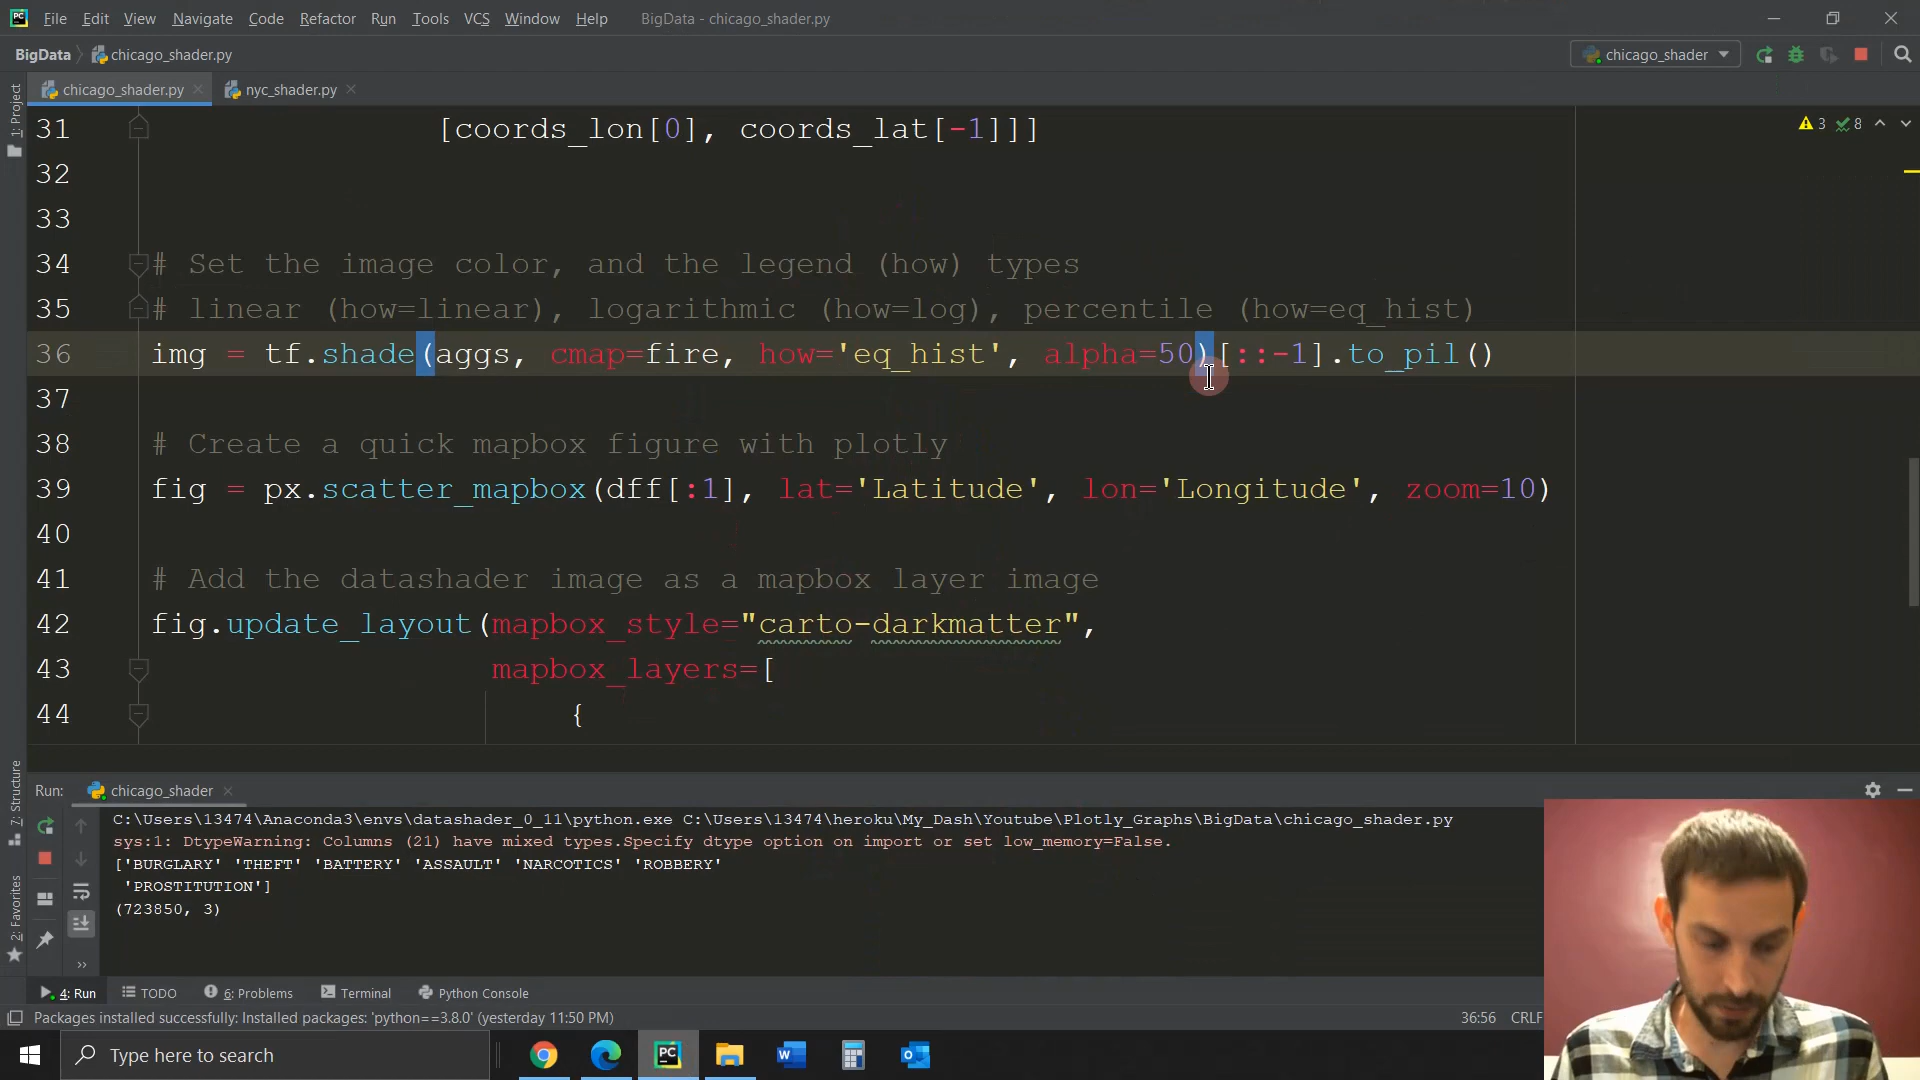 File Edit View Navigate Code Refactor Run Tools VCS Window Help BigData - chicago_shader.py
BigData chicago_shader.py chicago_shader
chicago_shader.py nyc_shader.py
31 [coords_lon[0], coords_lat[-1]]]
3 8
32
33
34 # Set the image color, and the legend (how) types
35 # linear (how=linear), logarithmic (how=log), percentile (how=eq_hist)
36 img = tf.shade(aggs, cmap=fire, how='eq_hist', alpha=50)[::-1].to_pil()
37
38 # Create a quick mapbox figure with plotly
39 fig = px.scatter_mapbox(dff[:1], lat='Latitude', lon='Longitude', zoom=10)
40
41 # Add the datashader image as a mapbox layer image
42 fig.update_layout(mapbox_style="carto-darkmatter",
43 mapbox_layers=[
44 {
1: Project
7: Structure
2: Favorites
Run: chicago_shader
C:\Users\13474\Anaconda3\envs\datashader_0_11\python.exe C:\Users\13474\heroku\My_Dash\Youtube\Plotly_Graphs\BigData\chicago_shader.py
sys:1: DtypeWarning: Columns (21) have mixed types.Specify dtype option on import or set low_memory=False.
['BURGLARY' 'THEFT' 'BATTERY' 'ASSAULT' 'NARCOTICS' 'ROBBERY'
'PROSTITUTION']
(723850, 3)
4: Run TODO 6: Problems Terminal Python Console
Packages installed successfully: Installed packages: 'python==3.8.0' (yesterday 11:50 PM) 36:56 CRLF
Type here to search